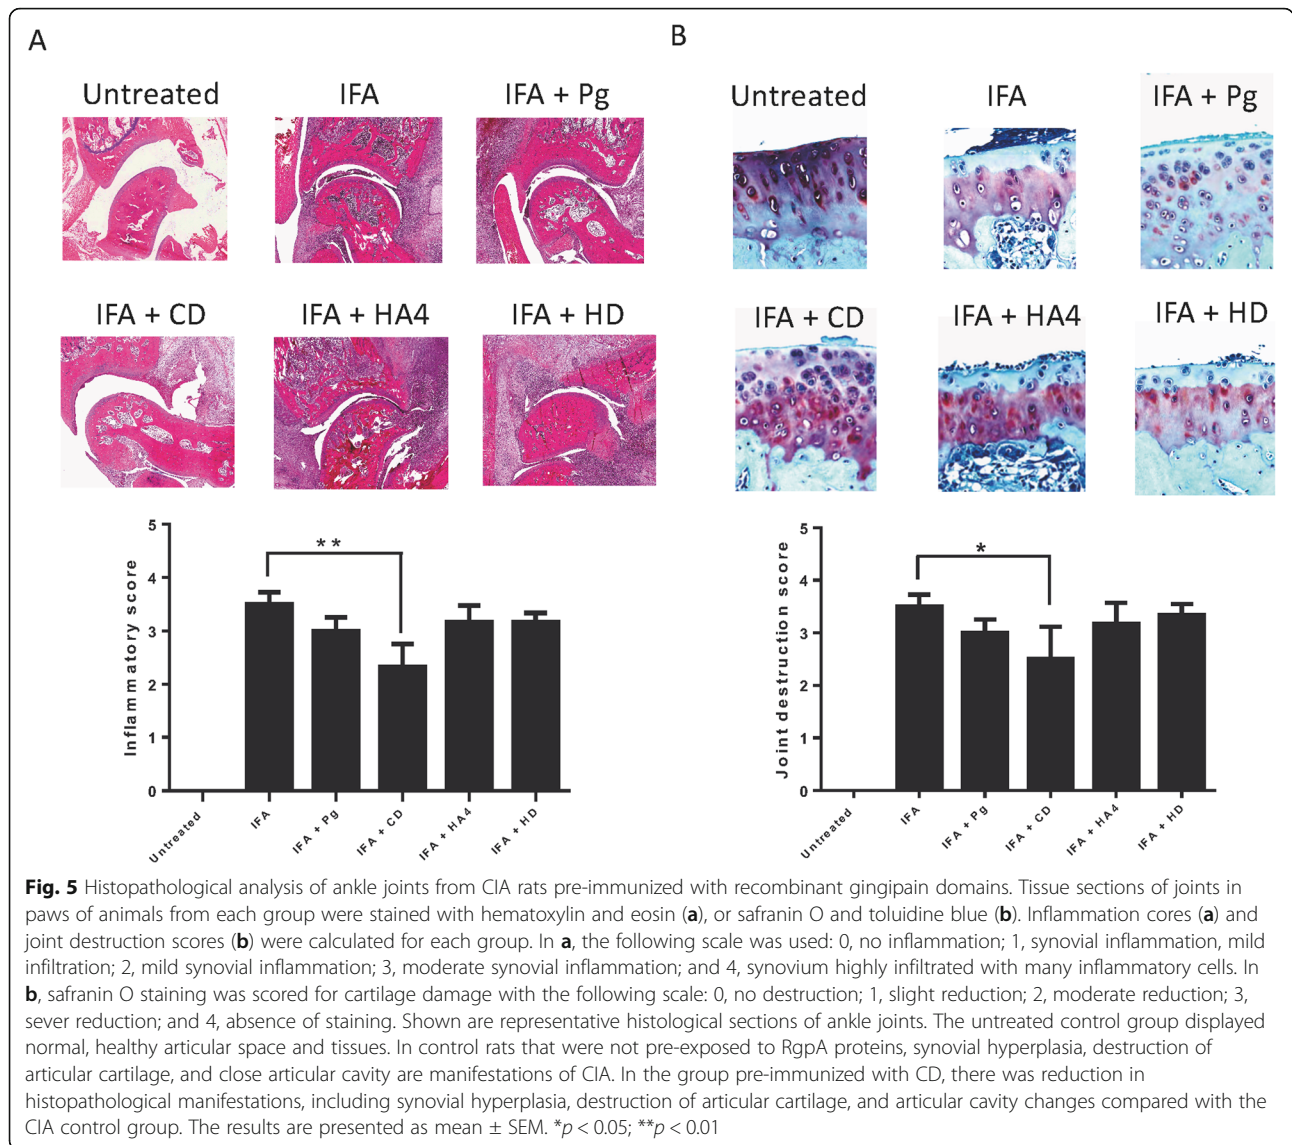 A
B
Untreated
IFA
IFA + Pg
IFA + CD
IFA + HA4
IFA + HD
Untreated
IFA
IFA + Pg
IFA + CD
IFA + HA4
IFA + HD
Inflammatory score
5
4
3
2
1
0
**
Untreated
IFA
IFA + Pg
IFA + CD
IFA + HA4
IFA + HD
Joint destruction score
5
4
3
2
1
0
*
Untreated
IFA
IFA + Pg
IFA + CD
IFA + HA4
IFA + HD
Fig. 5 Histopathological analysis of ankle joints from CIA rats pre-immunized with recombinant gingipain domains. Tissue sections of joints in
paws of animals from each group were stained with hematoxylin and eosin (a), or safranin O and toluidine blue (b). Inflammation cores (a) and
joint destruction scores (b) were calculated for each group. In a, the following scale was used: 0, no inflammation; 1, synovial inflammation, mild
infiltration; 2, mild synovial inflammation; 3, moderate synovial inflammation; and 4, synovium highly infiltrated with many inflammatory cells. In
b, safranin O staining was scored for cartilage damage with the following scale: 0, no destruction; 1, slight reduction; 2, moderate reduction; 3,
sever reduction; and 4, absence of staining. Shown are representative histological sections of ankle joints. The untreated control group displayed
normal, healthy articular space and tissues. In control rats that were not pre-exposed to RgpA proteins, synovial hyperplasia, destruction of
articular cartilage, and close articular cavity are manifestations of CIA. In the group pre-immunized with CD, there was reduction in
histopathological manifestations, including synovial hyperplasia, destruction of articular cartilage, and articular cavity changes compared with the
CIA control group. The results are presented as mean ± SEM. *p < 0.05; **p < 0.01